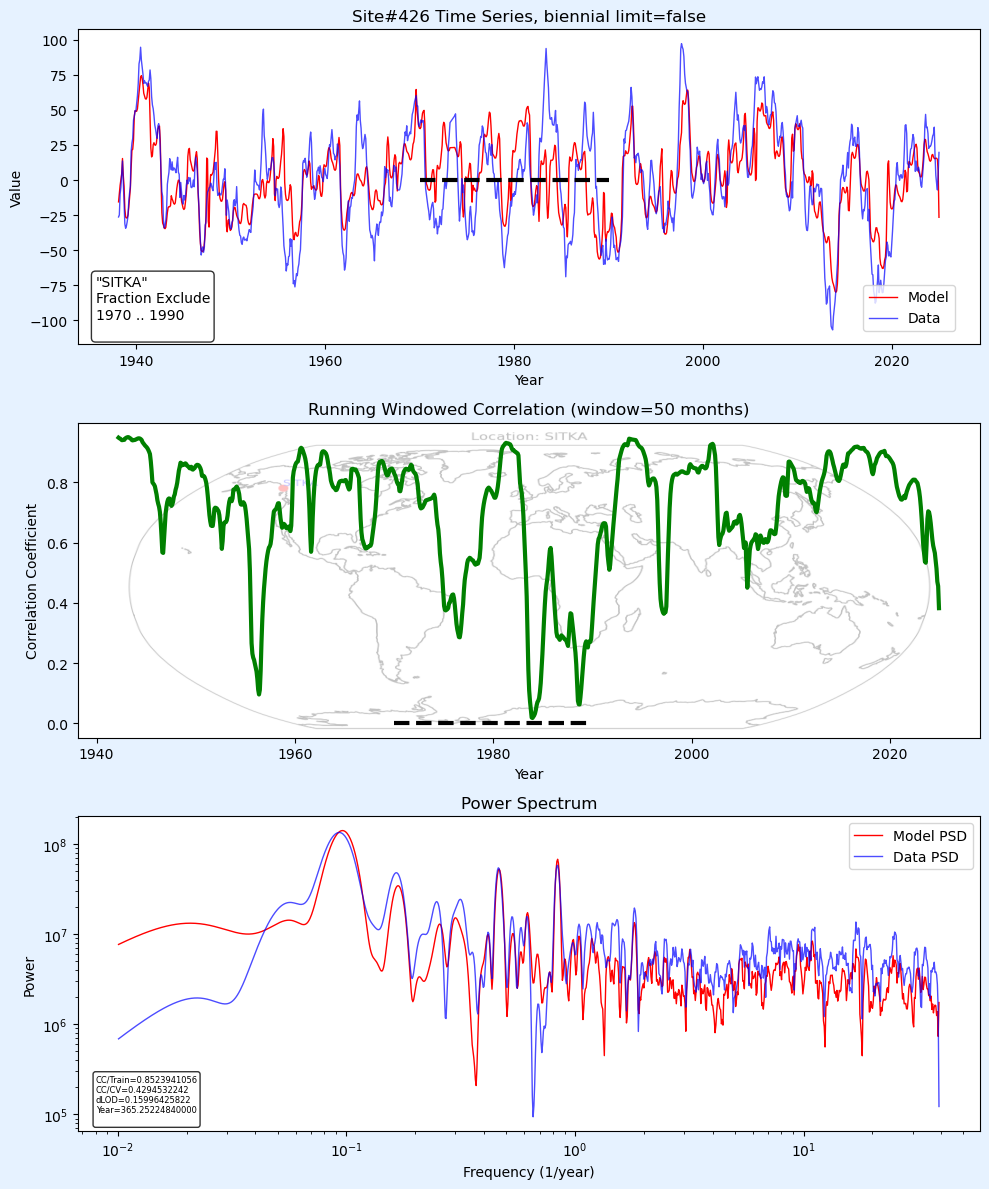 Site#426 Time Series, biennial limit=false
Value
100
75
50
25
0
−25
−50
−75
−100
"SITKA"
Fraction Exclude
1970 .. 1990
Model
Data
1940
1960
1980
2000
2020
Year
Running Windowed Correlation (window=50 months)
Location: SITKA
Correlation Coefficient
0.8
0.6
0.4
0.2
0.0
1940
1960
1980
2000
2020
Year
Power Spectrum
Model PSD
Data PSD
Power
10⁸
10⁷
10⁶
10⁵
CC/Train=0.8523941056
CC/CV=0.4294532242
dLOD=0.15996425822
Year=365.25224840000
10⁻²
10⁻¹
10⁰
10¹
Frequency (1/year)